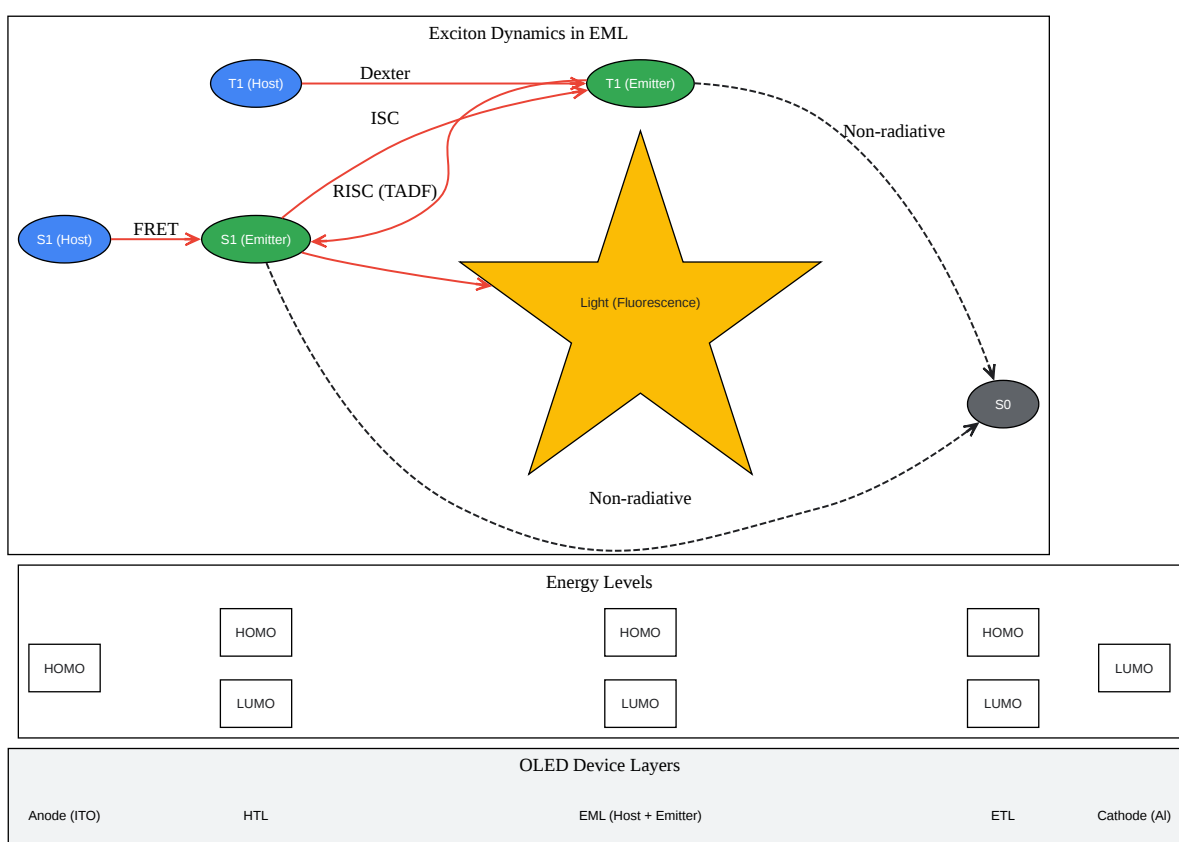 Exciton Dynamics in EML
T1 (Host)
Dexter
T1 (Emitter)
ISC
Non-radiative
RISC (TADF)
S1 (Host)
FRET
S1 (Emitter)
Light (Fluorescence)
S0
Non-radiative
Energy Levels
HOMO
HOMO
HOMO
HOMO
LUMO
LUMO
LUMO
LUMO
OLED Device Layers
Anode (ITO)
HTL
EML (Host + Emitter)
ETL
Cathode (Al)